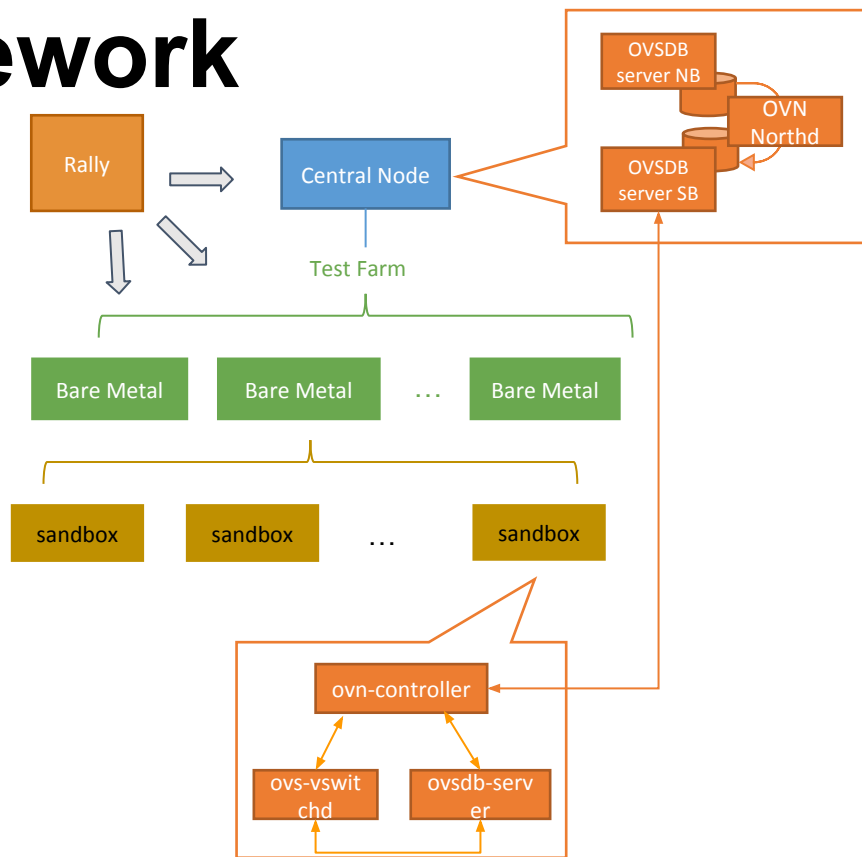 ework
OVSDB
server NB
OVN
Northd
Rally
Central Node
OVSDB
server SB
Test Farm
Bare Metal
Bare Metal
...
Bare Metal
sandbox
sandbox
...
sandbox
ovn-controller
ovs-vswit
chd
ovsdb-serv
er